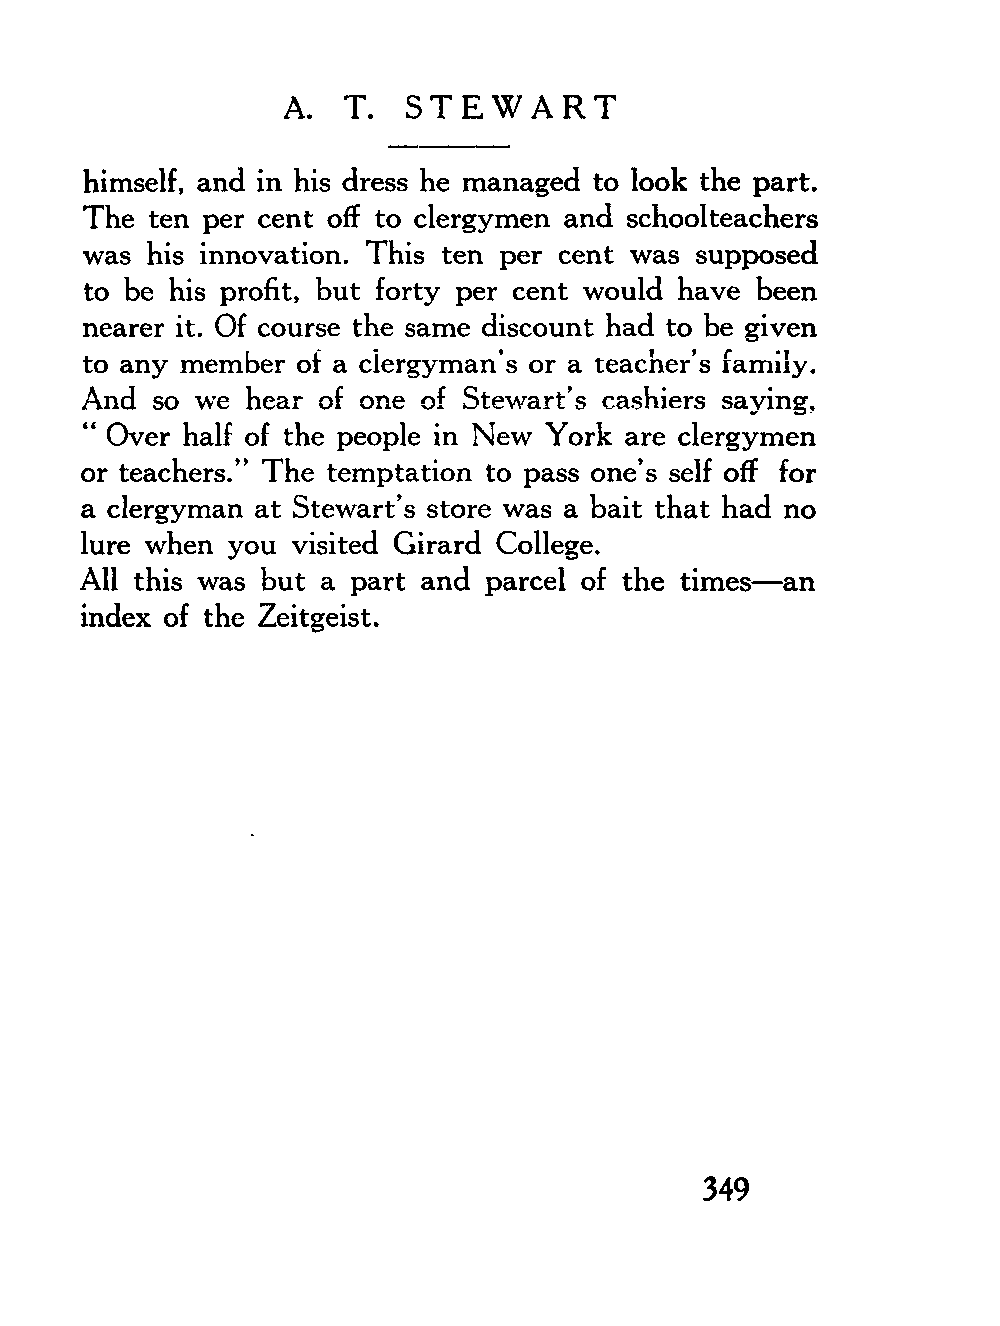 A. T. STEWART
himself, and in his dress he managed to look the part.
The ten per cent off to clergymen and schoolteachers
was his innovation. This ten per cent was supposed
to be his profit, but forty per cent would have been
nearer it. Of course the same discount had to be given
to any member of a clergyman's or a teacher's family.
And so we hear of one of Stewart's cashiers saying,
“ Over half of the people in New York are clergymen
or teachers.” The temptation to pass one's self off for
a clergyman at Stewart's store was a bait that had no
lure when you visited Girard College.
All this was but a part and parcel of the times—an
index of the Zeitgeist.
349